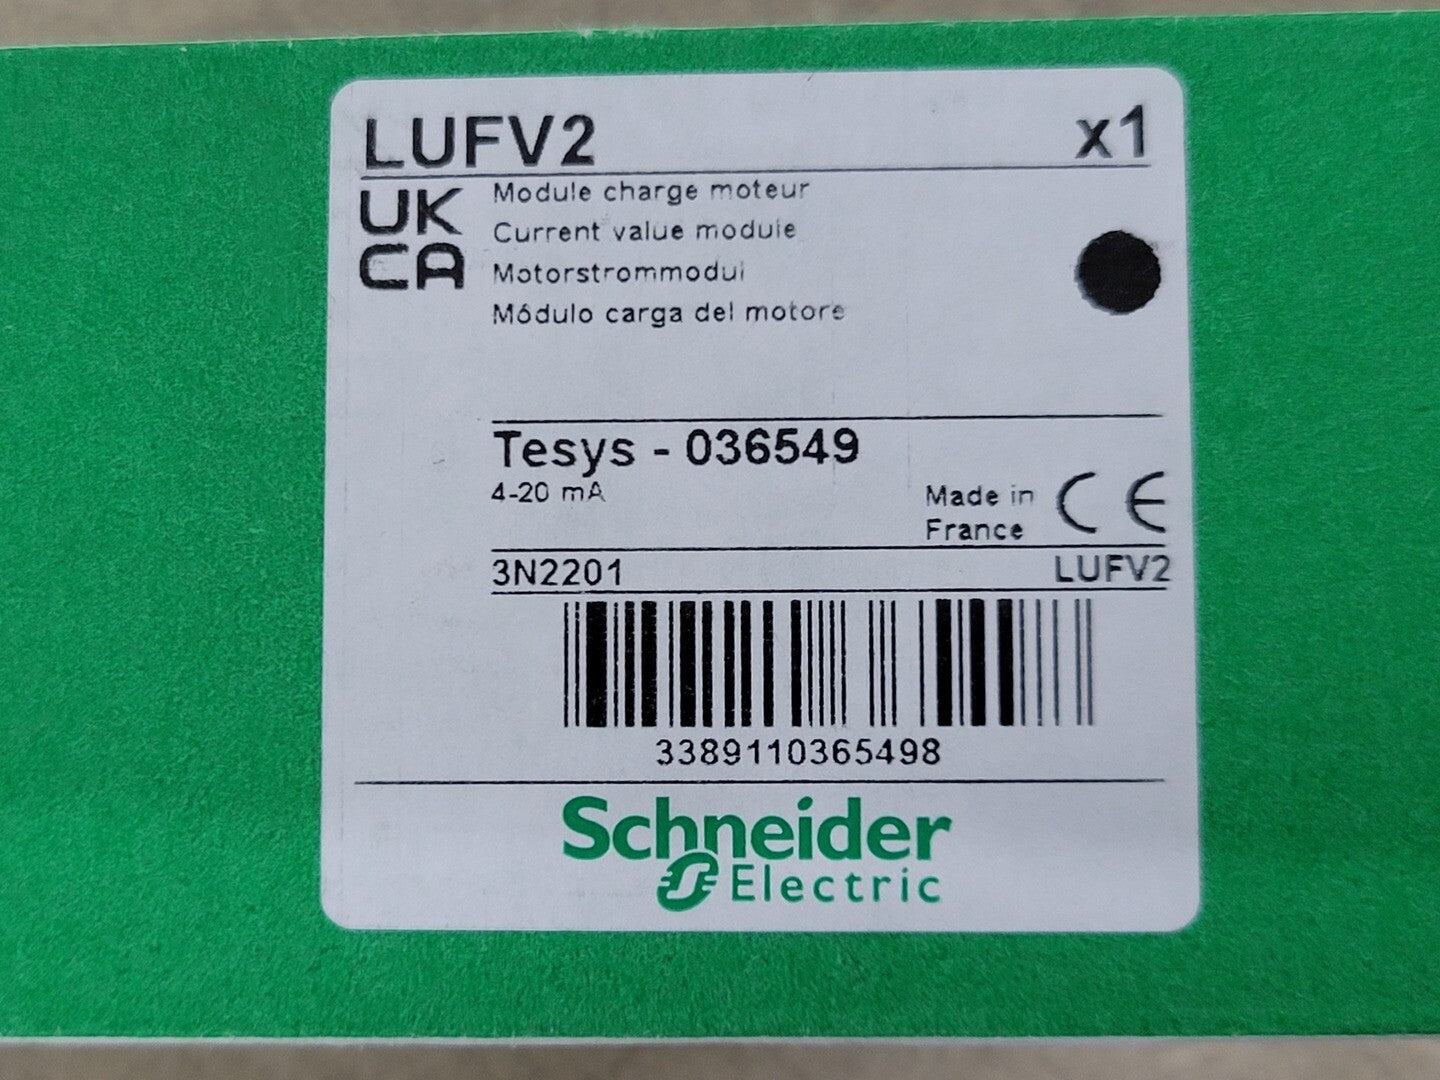 LUFV2 x1
UK
CA
Module charge moteur
Current value module
Motorstrommodul
Módulo carga del motore
Tesys - 036549
4-20 mA
Made in
France
CE
3N2201 LUFV2
3389110365498
Schneider
Electric